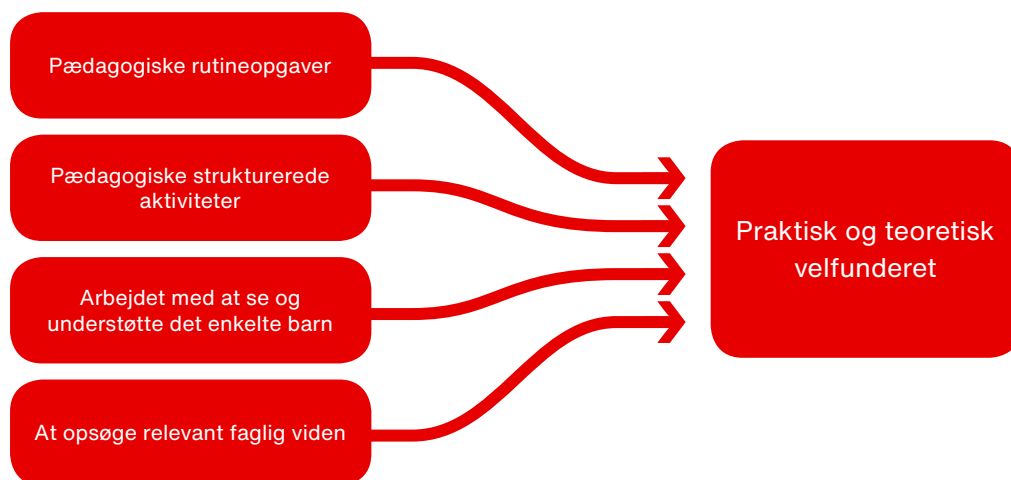 Pædagogiske rutineopgaver
Pædagogiske strukturerede
aktiviteter
Arbejdet med at se og
understøtte det enkelte barn
At opsøge relevant faglig viden
Praktisk og teoretisk
velfunderet